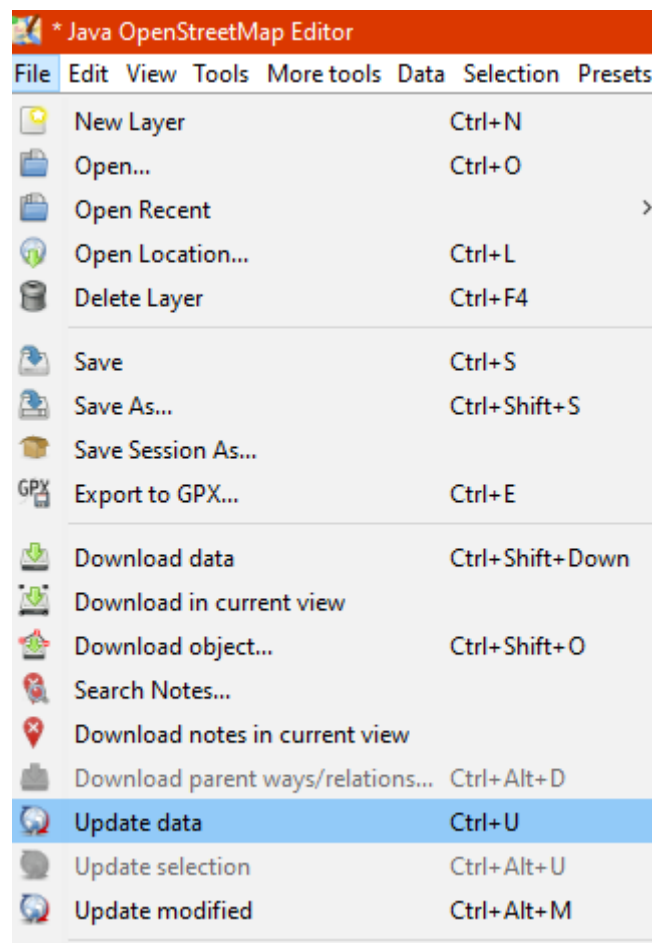 * Java OpenStreetMap Editor
File Edit View Tools More tools Data Selection Presets
New Layer Ctrl+N
Open... Ctrl+O
Open Recent
Open Location... Ctrl+L
Delete Layer Ctrl+F4
Save Ctrl+S
Save As... Ctrl+Shift+S
Save Session As...
GPX Export to GPX... Ctrl+E
Download data Ctrl+Shift+Down
Download in current view
Download object... Ctrl+Shift+O
Search Notes...
Download notes in current view
Download parent ways/relations... Ctrl+Alt+D
Update data Ctrl+U
Update selection Ctrl+Alt+U
Update modified Ctrl+Alt+M